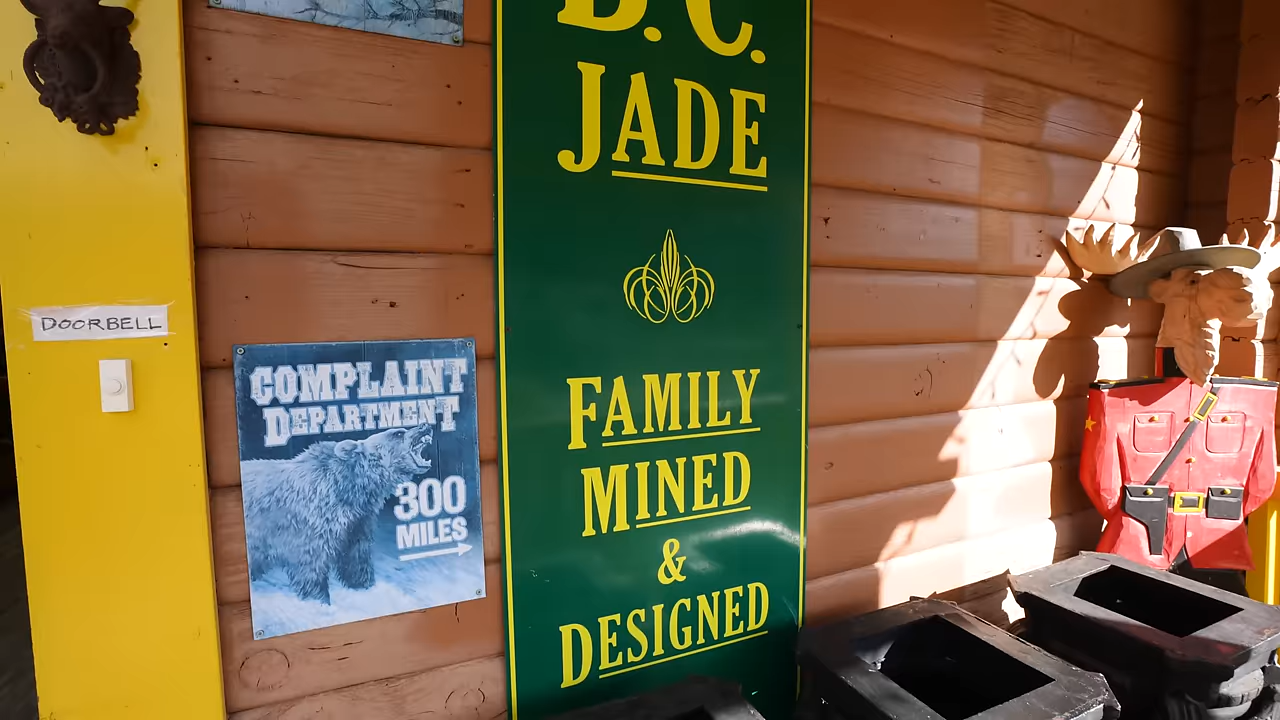 DOORBELL
COMPLAINT
DEPARTMENT
300
MILES
B.C.
JADE
FAMILY
MINED
&
DESIGNED